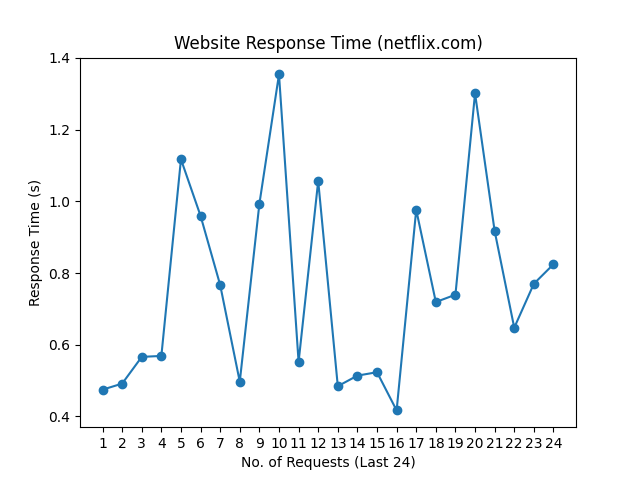 Website Response Time (netflix.com)
1.4
1.2
1.0
0.8
0.6
0.4
Response Time (s)
1 2 3 4 5 6 7 8 9 10 11 12 13 14 15 16 17 18 19 20 21 22 23 24
No. of Requests (Last 24)